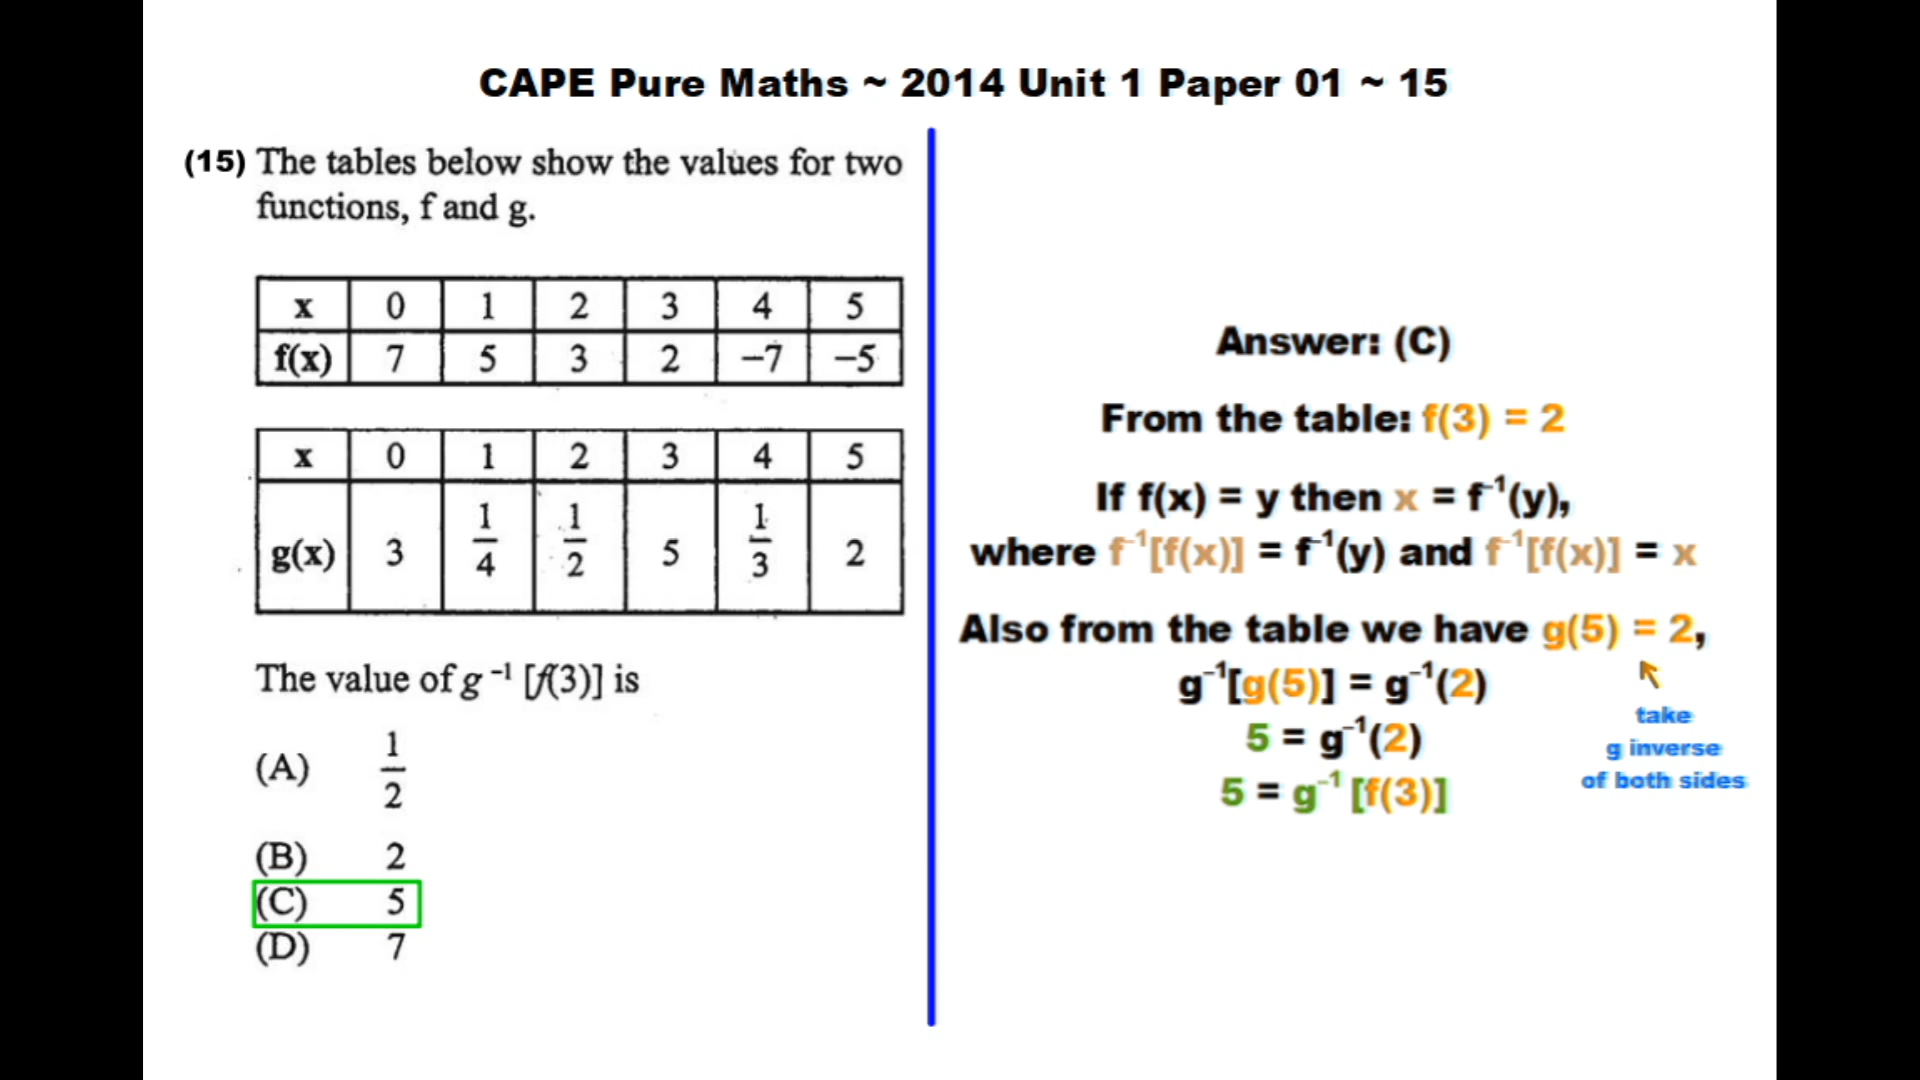 CAPE Pure Maths ~ 2014 Unit 1 Paper 01 ~ 15
(15) The tables below show the values for two
functions, f and g.
x 0 1 2 3 4 5
f(x) 7 5 3 2 −7 −5
x 0 1 2 3 4 5
g(x) 3 1/4 1/2 5 1/3 2
The value of g⁻¹ [f(3)] is
(A) 1/2
(B) 2
(C) 5
(D) 7
Answer: (C)
From the table: f(3) = 2
If f(x) = y then x = f⁻¹(y),
where f⁻¹[f(x)] = f⁻¹(y) and f⁻¹[f(x)] = x
Also from the table we have g(5) = 2,
g⁻¹[g(5)] = g⁻¹(2)
5 = g⁻¹(2)
5 = g⁻¹ [f(3)]
take
g inverse
of both sides